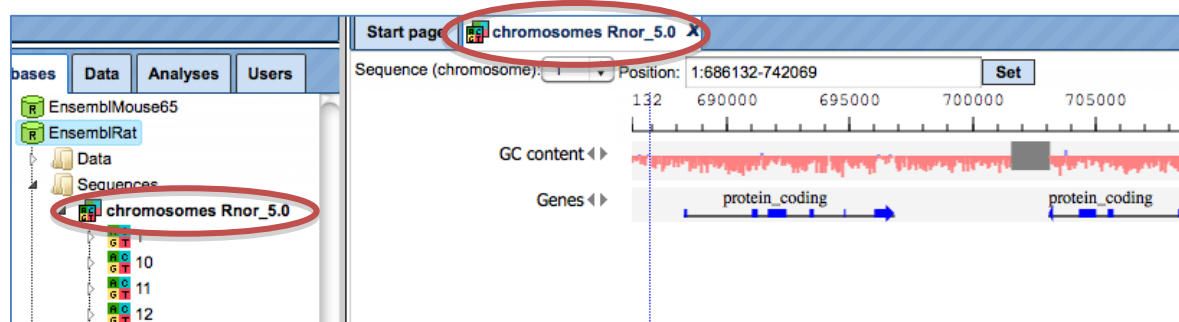 bases Data Analyses Users
EnsemblMouse65
EnsemblRat
Data
Sequences
chromosomes Rnor_5.0
1
10
11
12
Start page chromosomes Rnor_5.0 X
Sequence (chromosome): 1 Position: 1:686132-742069 Set
132 690000 695000 700000 705000
GC content
Genes
protein_coding protein_coding